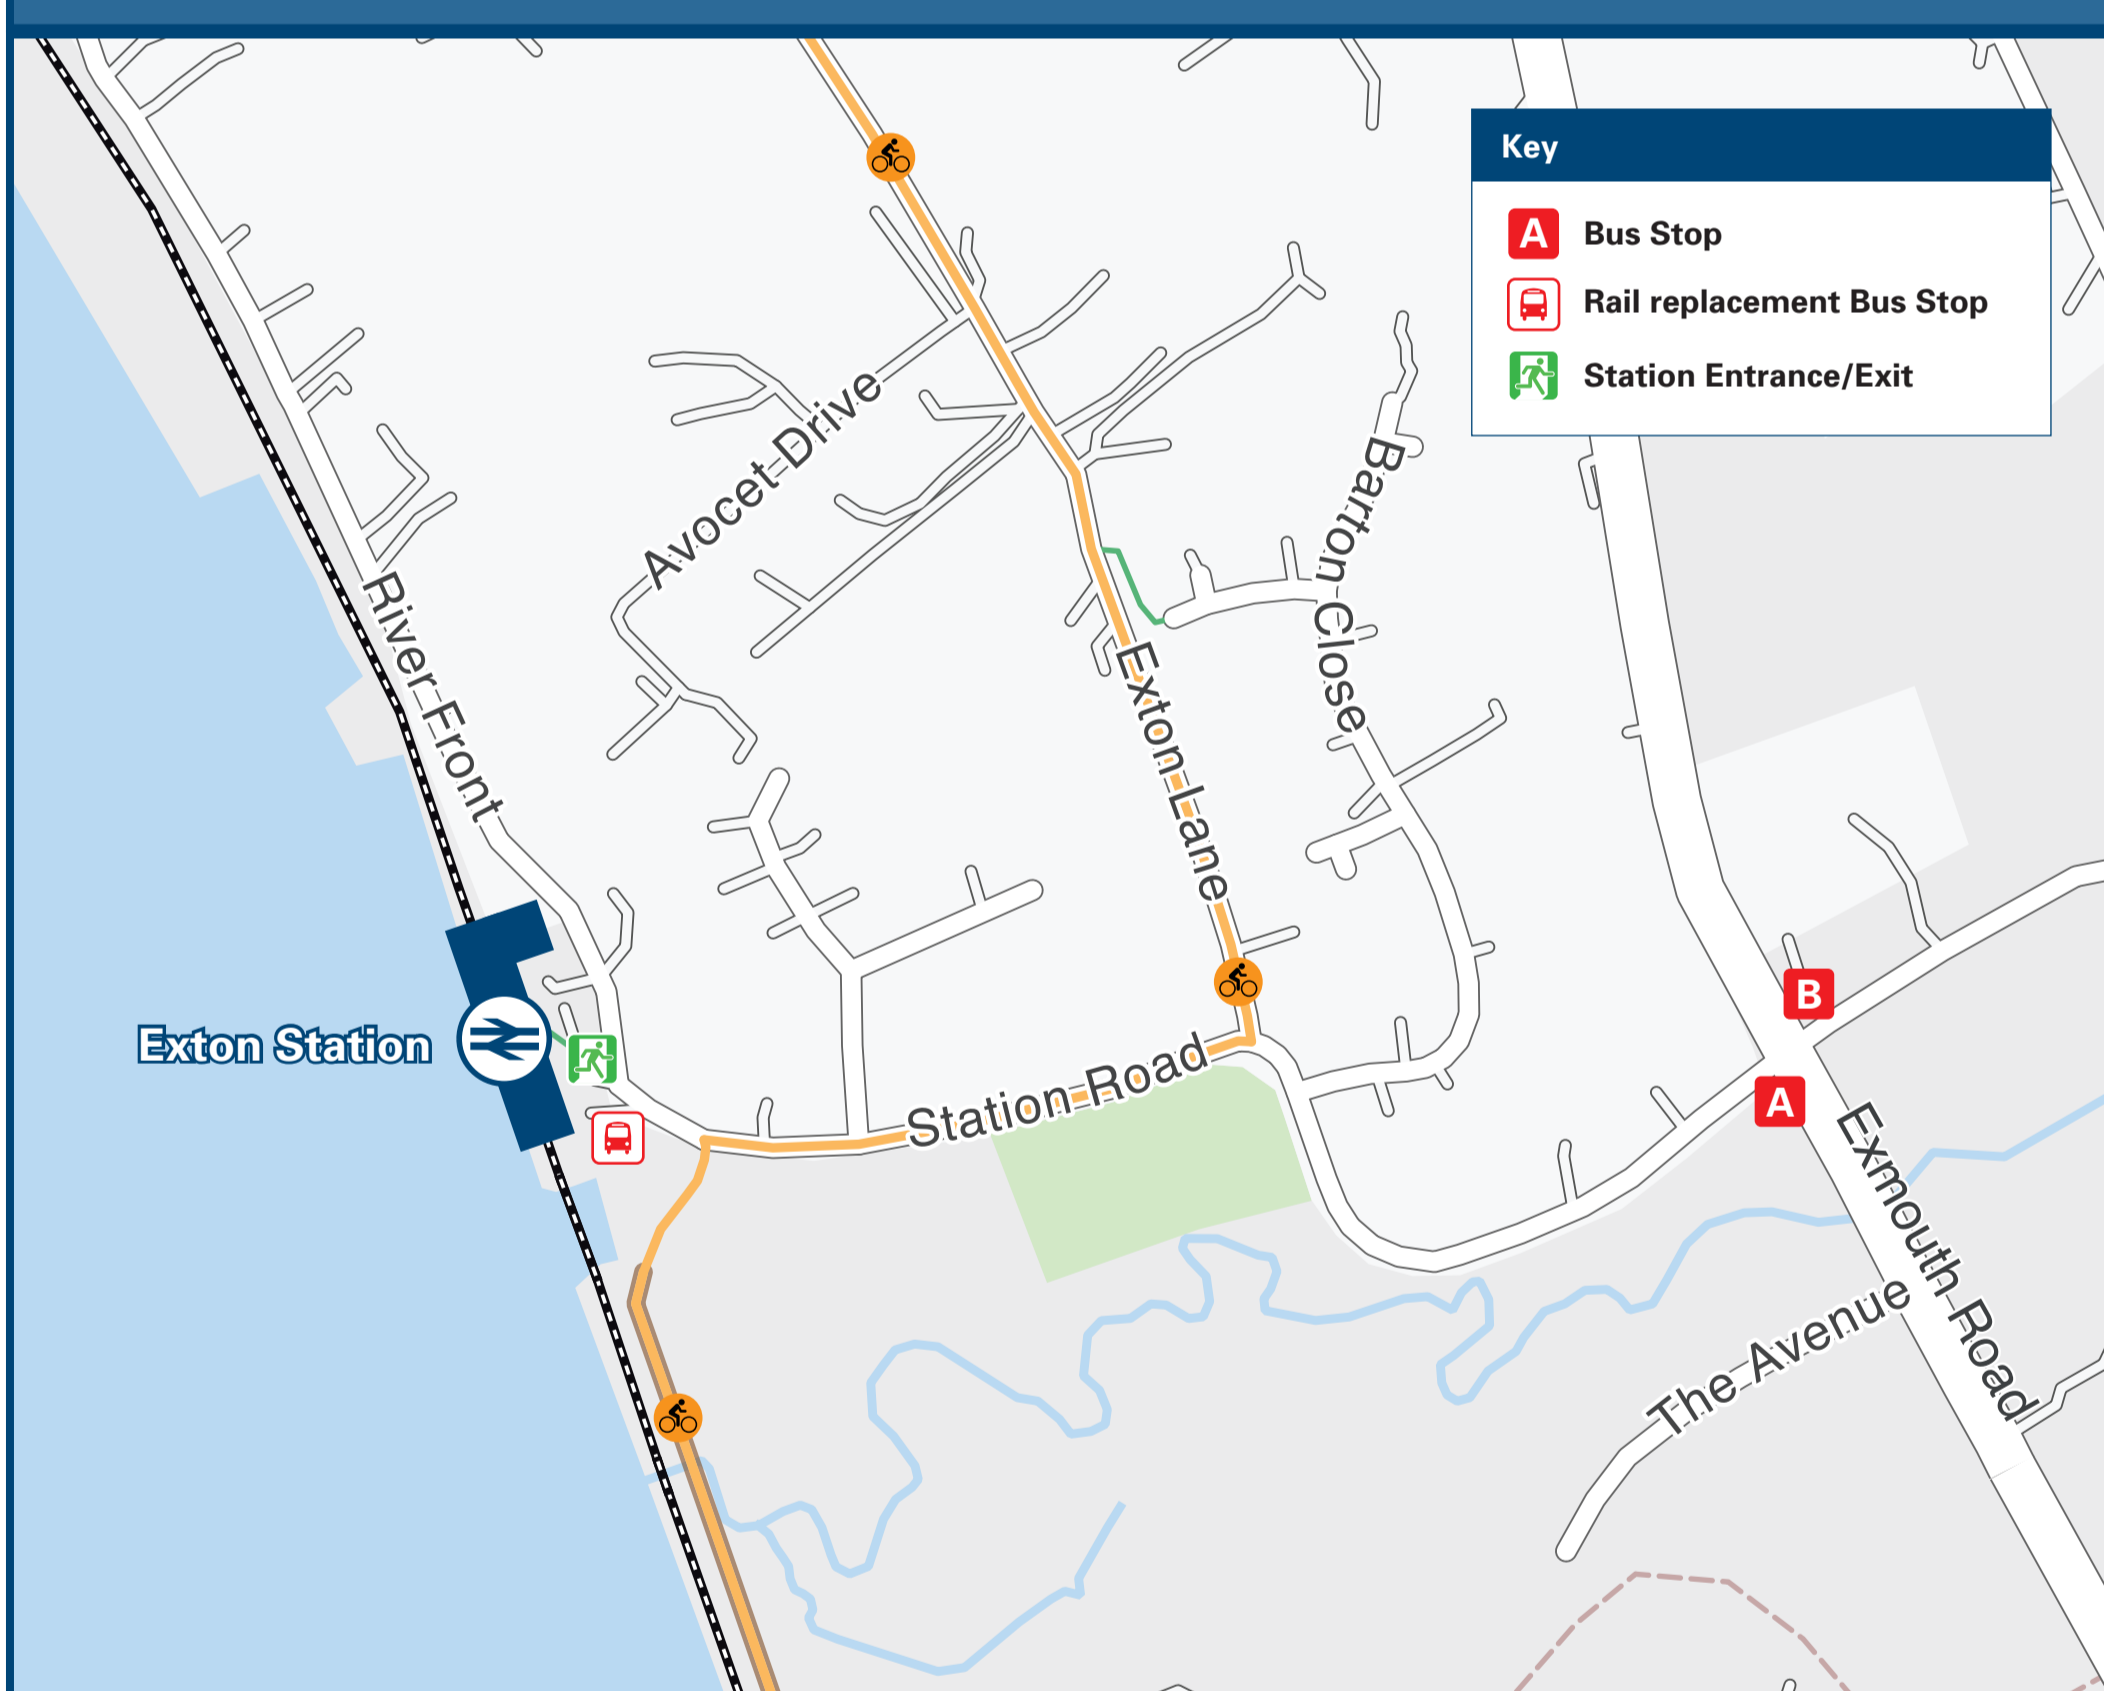 Key
A Bus Stop
Rail replacement Bus Stop
Station Entrance/Exit
Avocet Drive
Barton Close
River Front
Exton Lane
B
Exton Station
Station Road
A
Exmouth Road
The Avenue